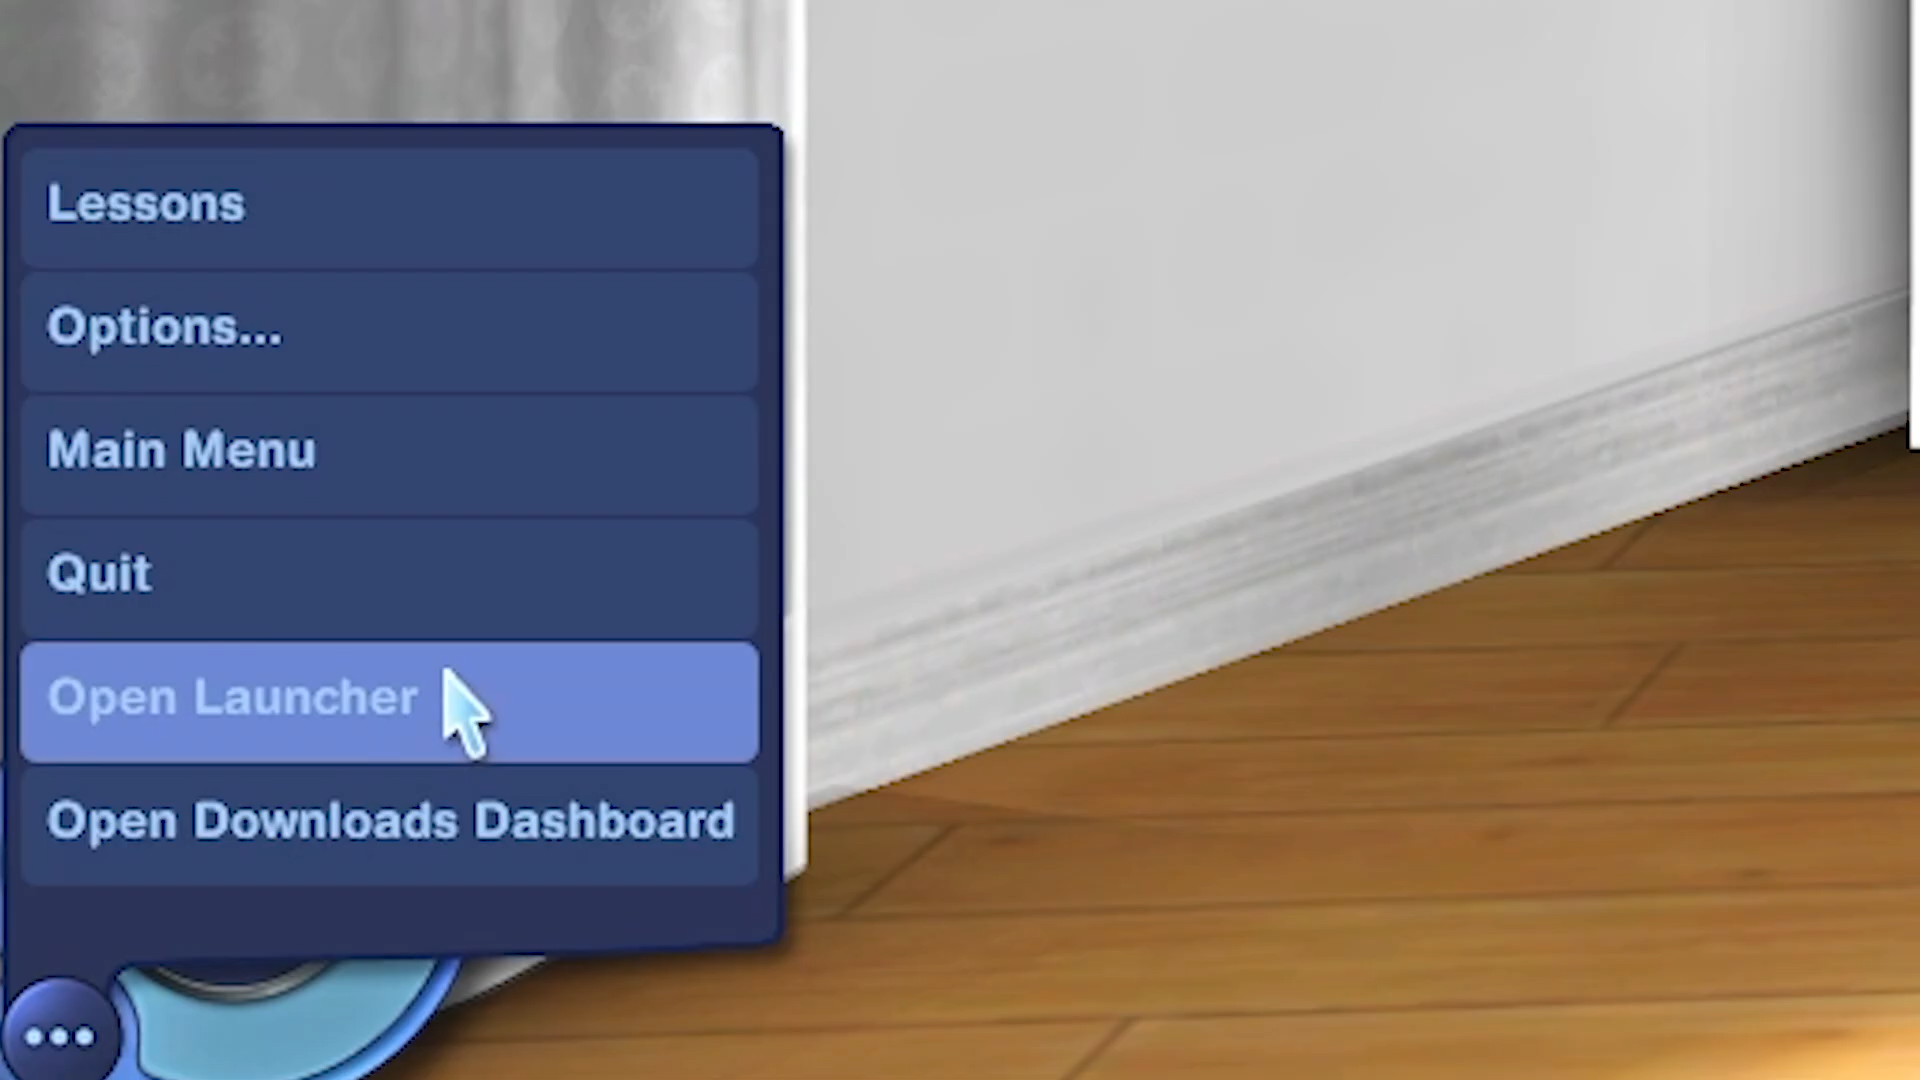 Lessons
Options...
Main Menu
Quit
Open Launcher
Open Downloads Dashboard